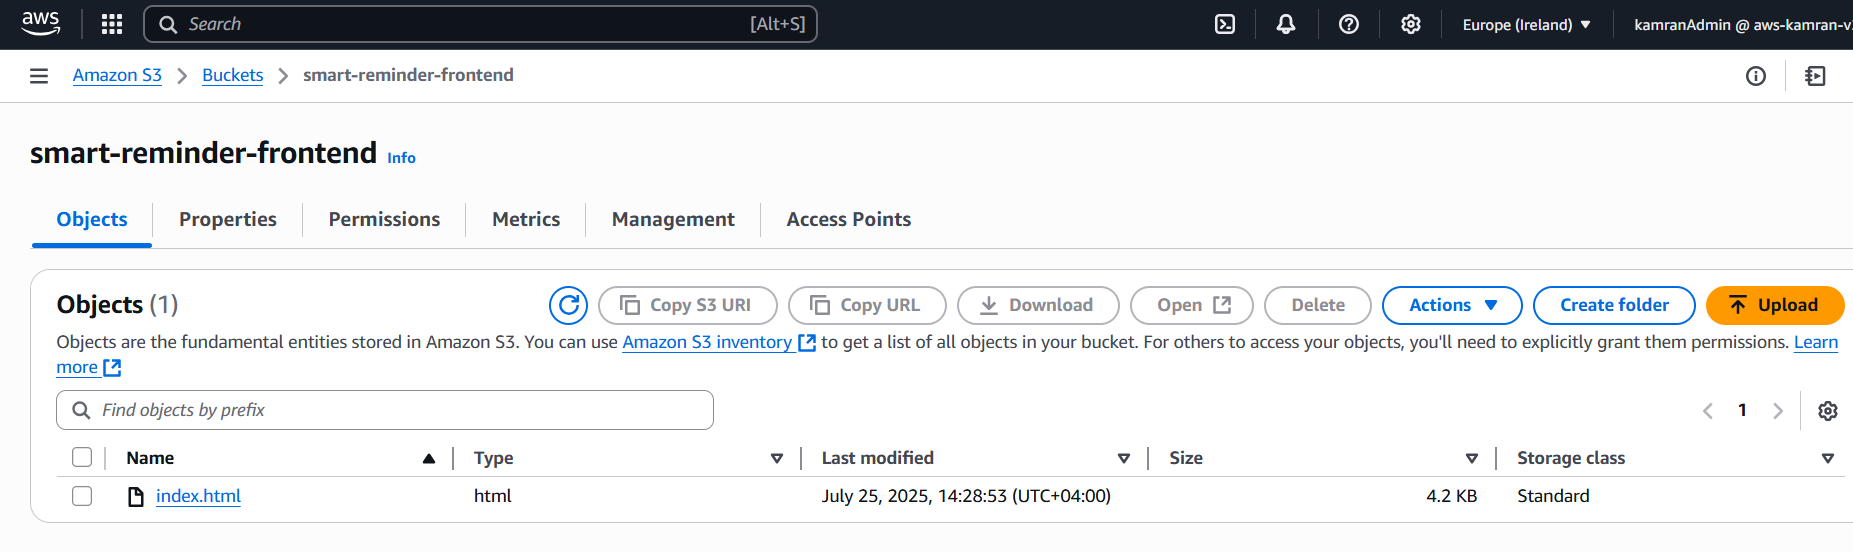 aws Search [Alt+S] Europe (Ireland) kamranAdmin @ aws-kamran-v
Amazon S3 Buckets smart-reminder-frontend
smart-reminder-frontend Info
Objects Properties Permissions Metrics Management Access Points
Objects (1) Copy S3 URI Copy URL Download Open Delete Actions Create folder Upload
Objects are the fundamental entities stored in Amazon S3. You can use Amazon S3 inventory to get a list of all objects in your bucket. For others to access your objects, you'll need to explicitly grant them permissions. Learn
more
Find objects by prefix 1
Name Type Last modified Size Storage class
index.html html July 25, 2025, 14:28:53 (UTC+04:00) 4.2 KB Standard